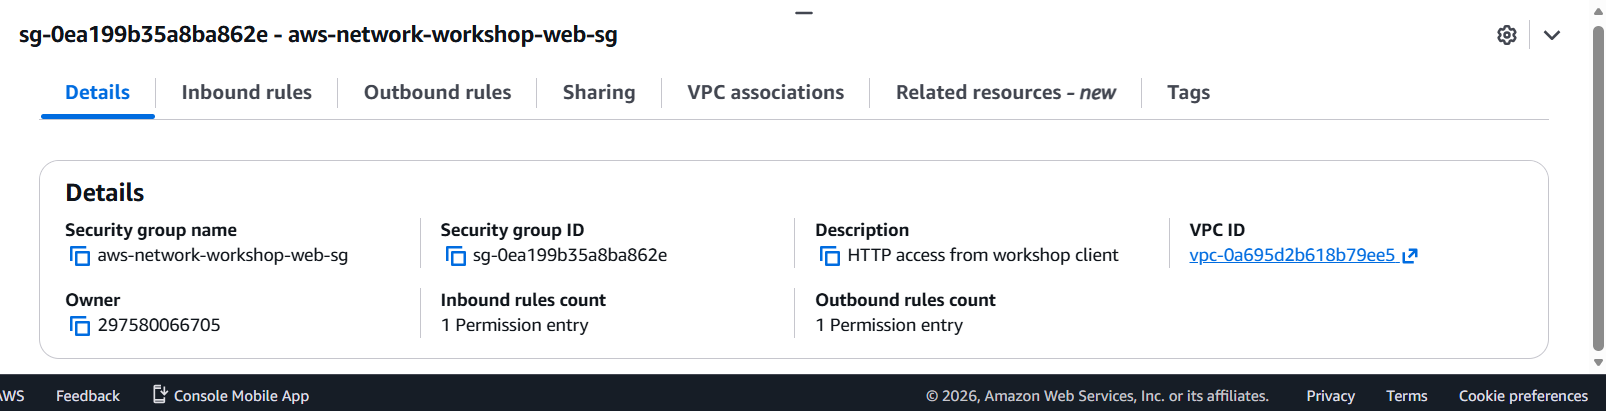 sg-0ea199b35a8ba862e - aws-network-workshop-web-sg
Details Inbound rules Outbound rules Sharing VPC associations Related resources - new Tags
Details
Security group name Security group ID Description VPC ID
aws-network-workshop-web-sg sg-0ea199b35a8ba862e HTTP access from workshop client vpc-0a695d2b618b79ee5
Owner Inbound rules count Outbound rules count
297580066705 1 Permission entry 1 Permission entry
AWS Feedback Console Mobile App © 2026, Amazon Web Services, Inc. or its affiliates. Privacy Terms Cookie preferences